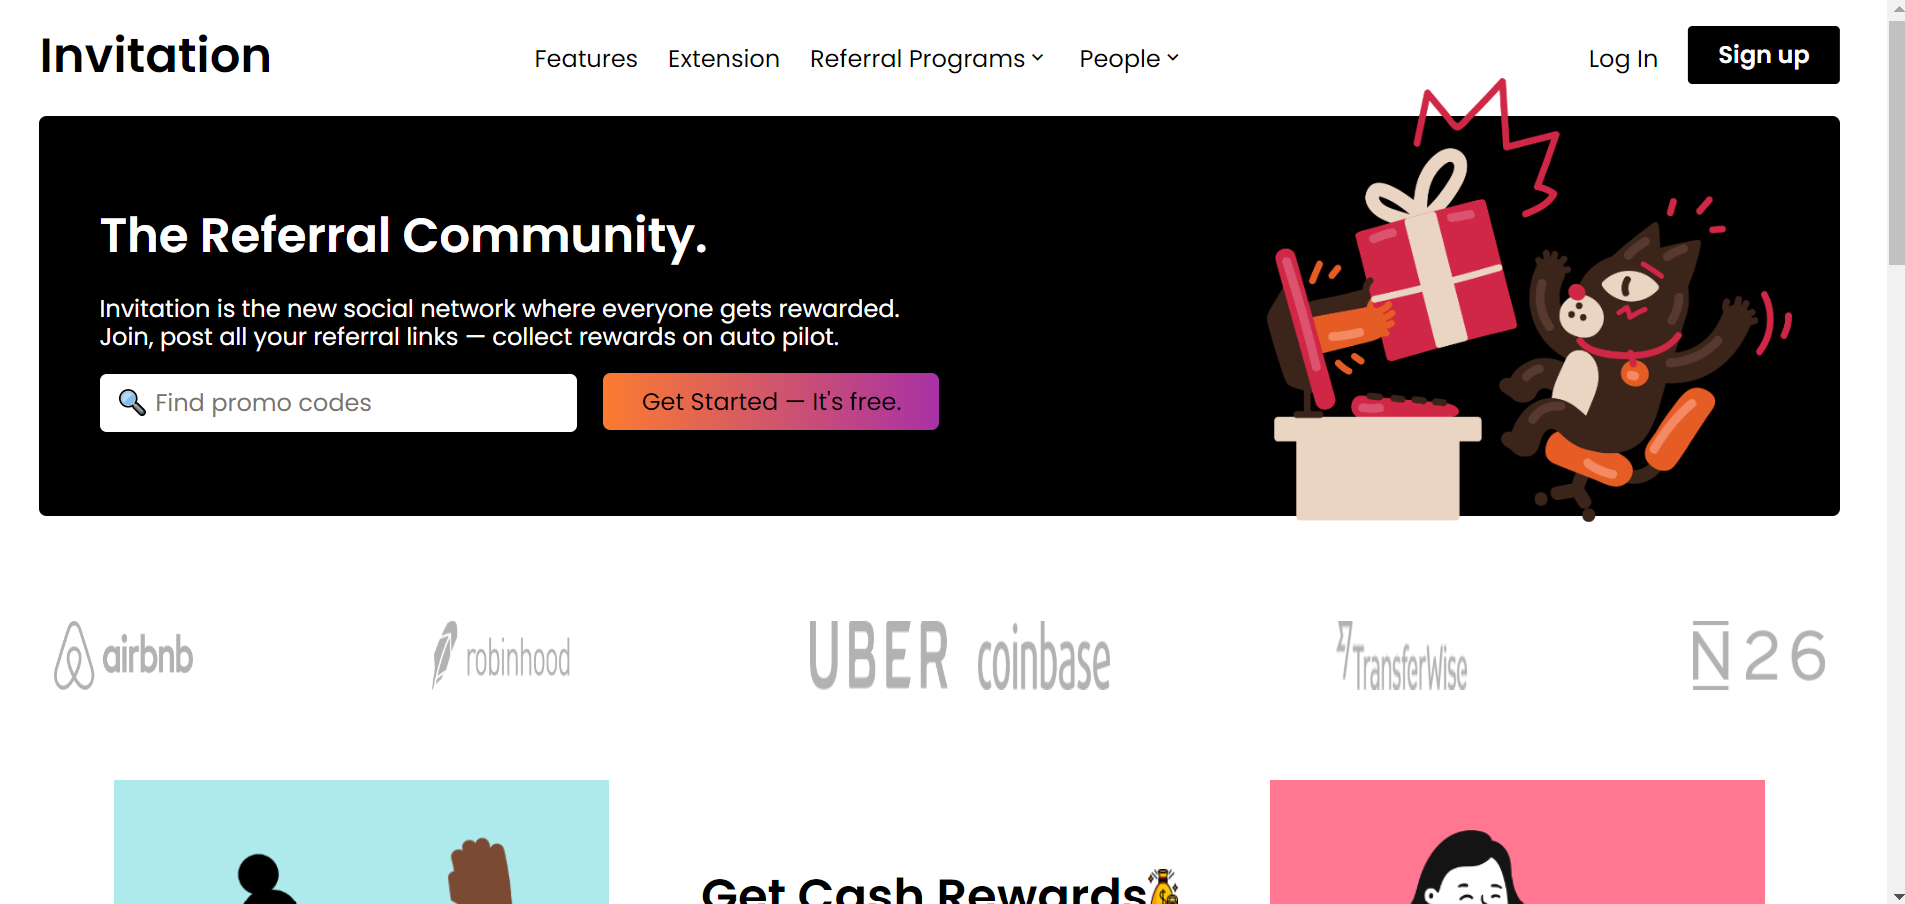 Invitation
Features
Extension
Referral Programs
People
Log In
Sign up
The Referral Community.
Invitation is the new social network where everyone gets rewarded.
Join, post all your referral links — collect rewards on auto pilot.
Find promo codes
Get Started — It's free.
airbnb
robinhood
UBER
coinbase
TransferWise
N26
Get Cash Rewards